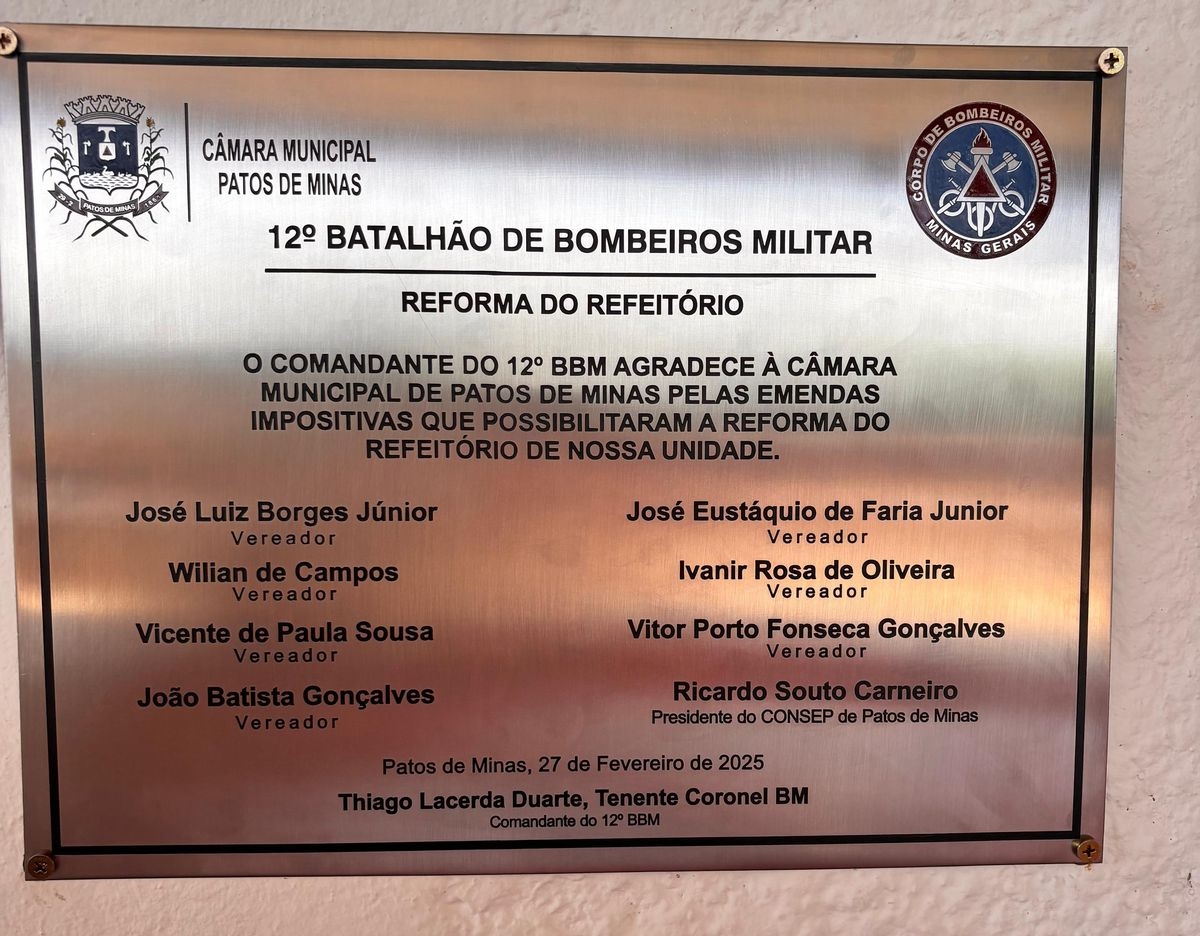 CÂMARA MUNICIPAL
PATOS DE MINAS
PATOS DE MINAS
CORPO DE BOMBEIROS MILITAR
MINAS GERAIS
12º BATALHÃO DE BOMBEIROS MILITAR
REFORMA DO REFEITÓRIO
O COMANDANTE DO 12º BBM AGRADECE À CÂMARA
MUNICIPAL DE PATOS DE MINAS PELAS EMENDAS
IMPOSITIVAS QUE POSSIBILITARAM A REFORMA DO
REFEITÓRIO DE NOSSA UNIDADE.
José Luiz Borges Júnior
Vereador
José Eustáquio de Faria Junior
Vereador
Wilian de Campos
Vereador
Ivanir Rosa de Oliveira
Vereador
Vicente de Paula Sousa
Vereador
Vitor Porto Fonseca Gonçalves
Vereador
João Batista Gonçalves
Vereador
Ricardo Souto Carneiro
Presidente do CONSEP de Patos de Minas
Patos de Minas, 27 de Fevereiro de 2025
Thiago Lacerda Duarte, Tenente Coronel BM
Comandante do 12º BBM